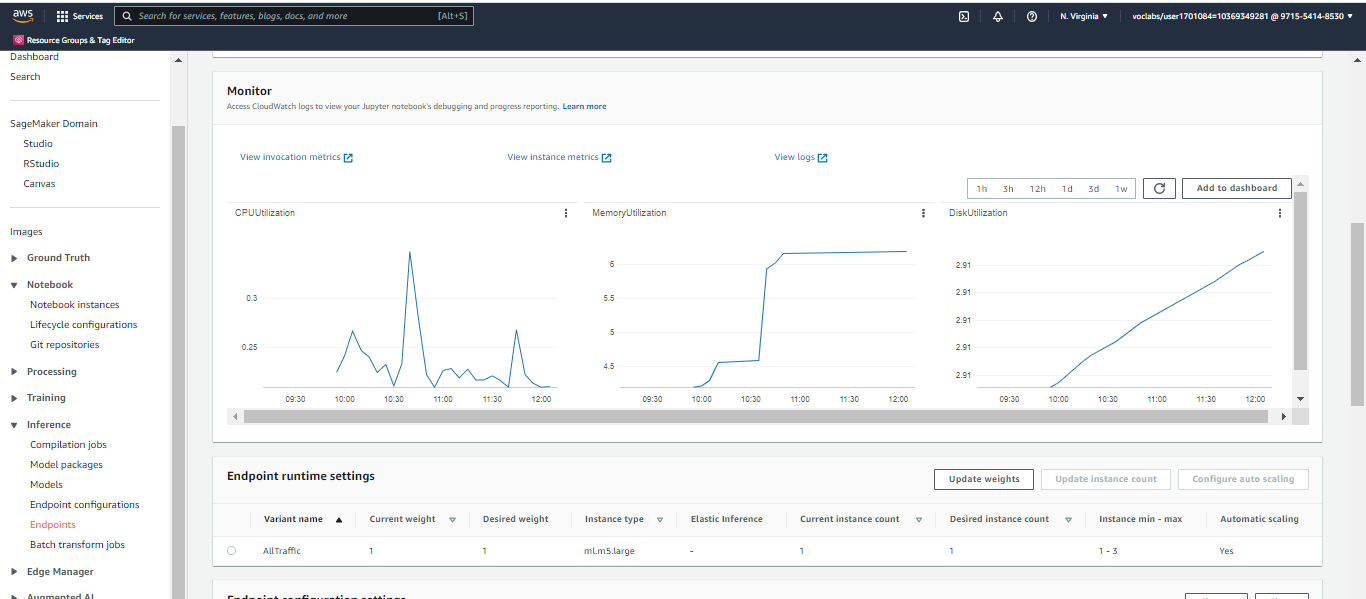 aws
Services
Search for services, features, blogs, docs, and more
[Alt+S]
N. Virginia
voclabs/user1701084=10369349281 @ 9715-5414-8530
Resource Groups & Tag Editor
Dashboard
Search
SageMaker Domain
Studio
RStudio
Canvas
Images
Ground Truth
Notebook
Notebook instances
Lifecycle configurations
Git repositories
Processing
Training
Inference
Compilation jobs
Model packages
Models
Endpoint configurations
Endpoints
Batch transform jobs
Edge Manager
Augmented AI
Monitor
Access CloudWatch logs to view your Jupyter notebook's debugging and progress reporting. Learn more
View invocation metrics
View instance metrics
View logs
1h 3h 12h 1d 3d 1w
Add to dashboard
CPUUtilization
0.3
0.25
09:30 10:00 10:30 11:00 11:30 12:00
MemoryUtilization
6
5.5
5
4.5
09:30 10:00 10:30 11:00 11:30 12:00
DiskUtilization
2.91
2.91
2.91
2.91
2.91
09:30 10:00 10:30 11:00 11:30 12:00
Endpoint runtime settings
Update weights
Update instance count
Configure auto scaling
Variant name Current weight Desired weight Instance type Elastic Inference Current instance count Desired instance count Instance min - max Automatic scaling
AllTraffic 1 1 ml.m5.large - 1 1 1 - 3 Yes
Endpoint configuration settings